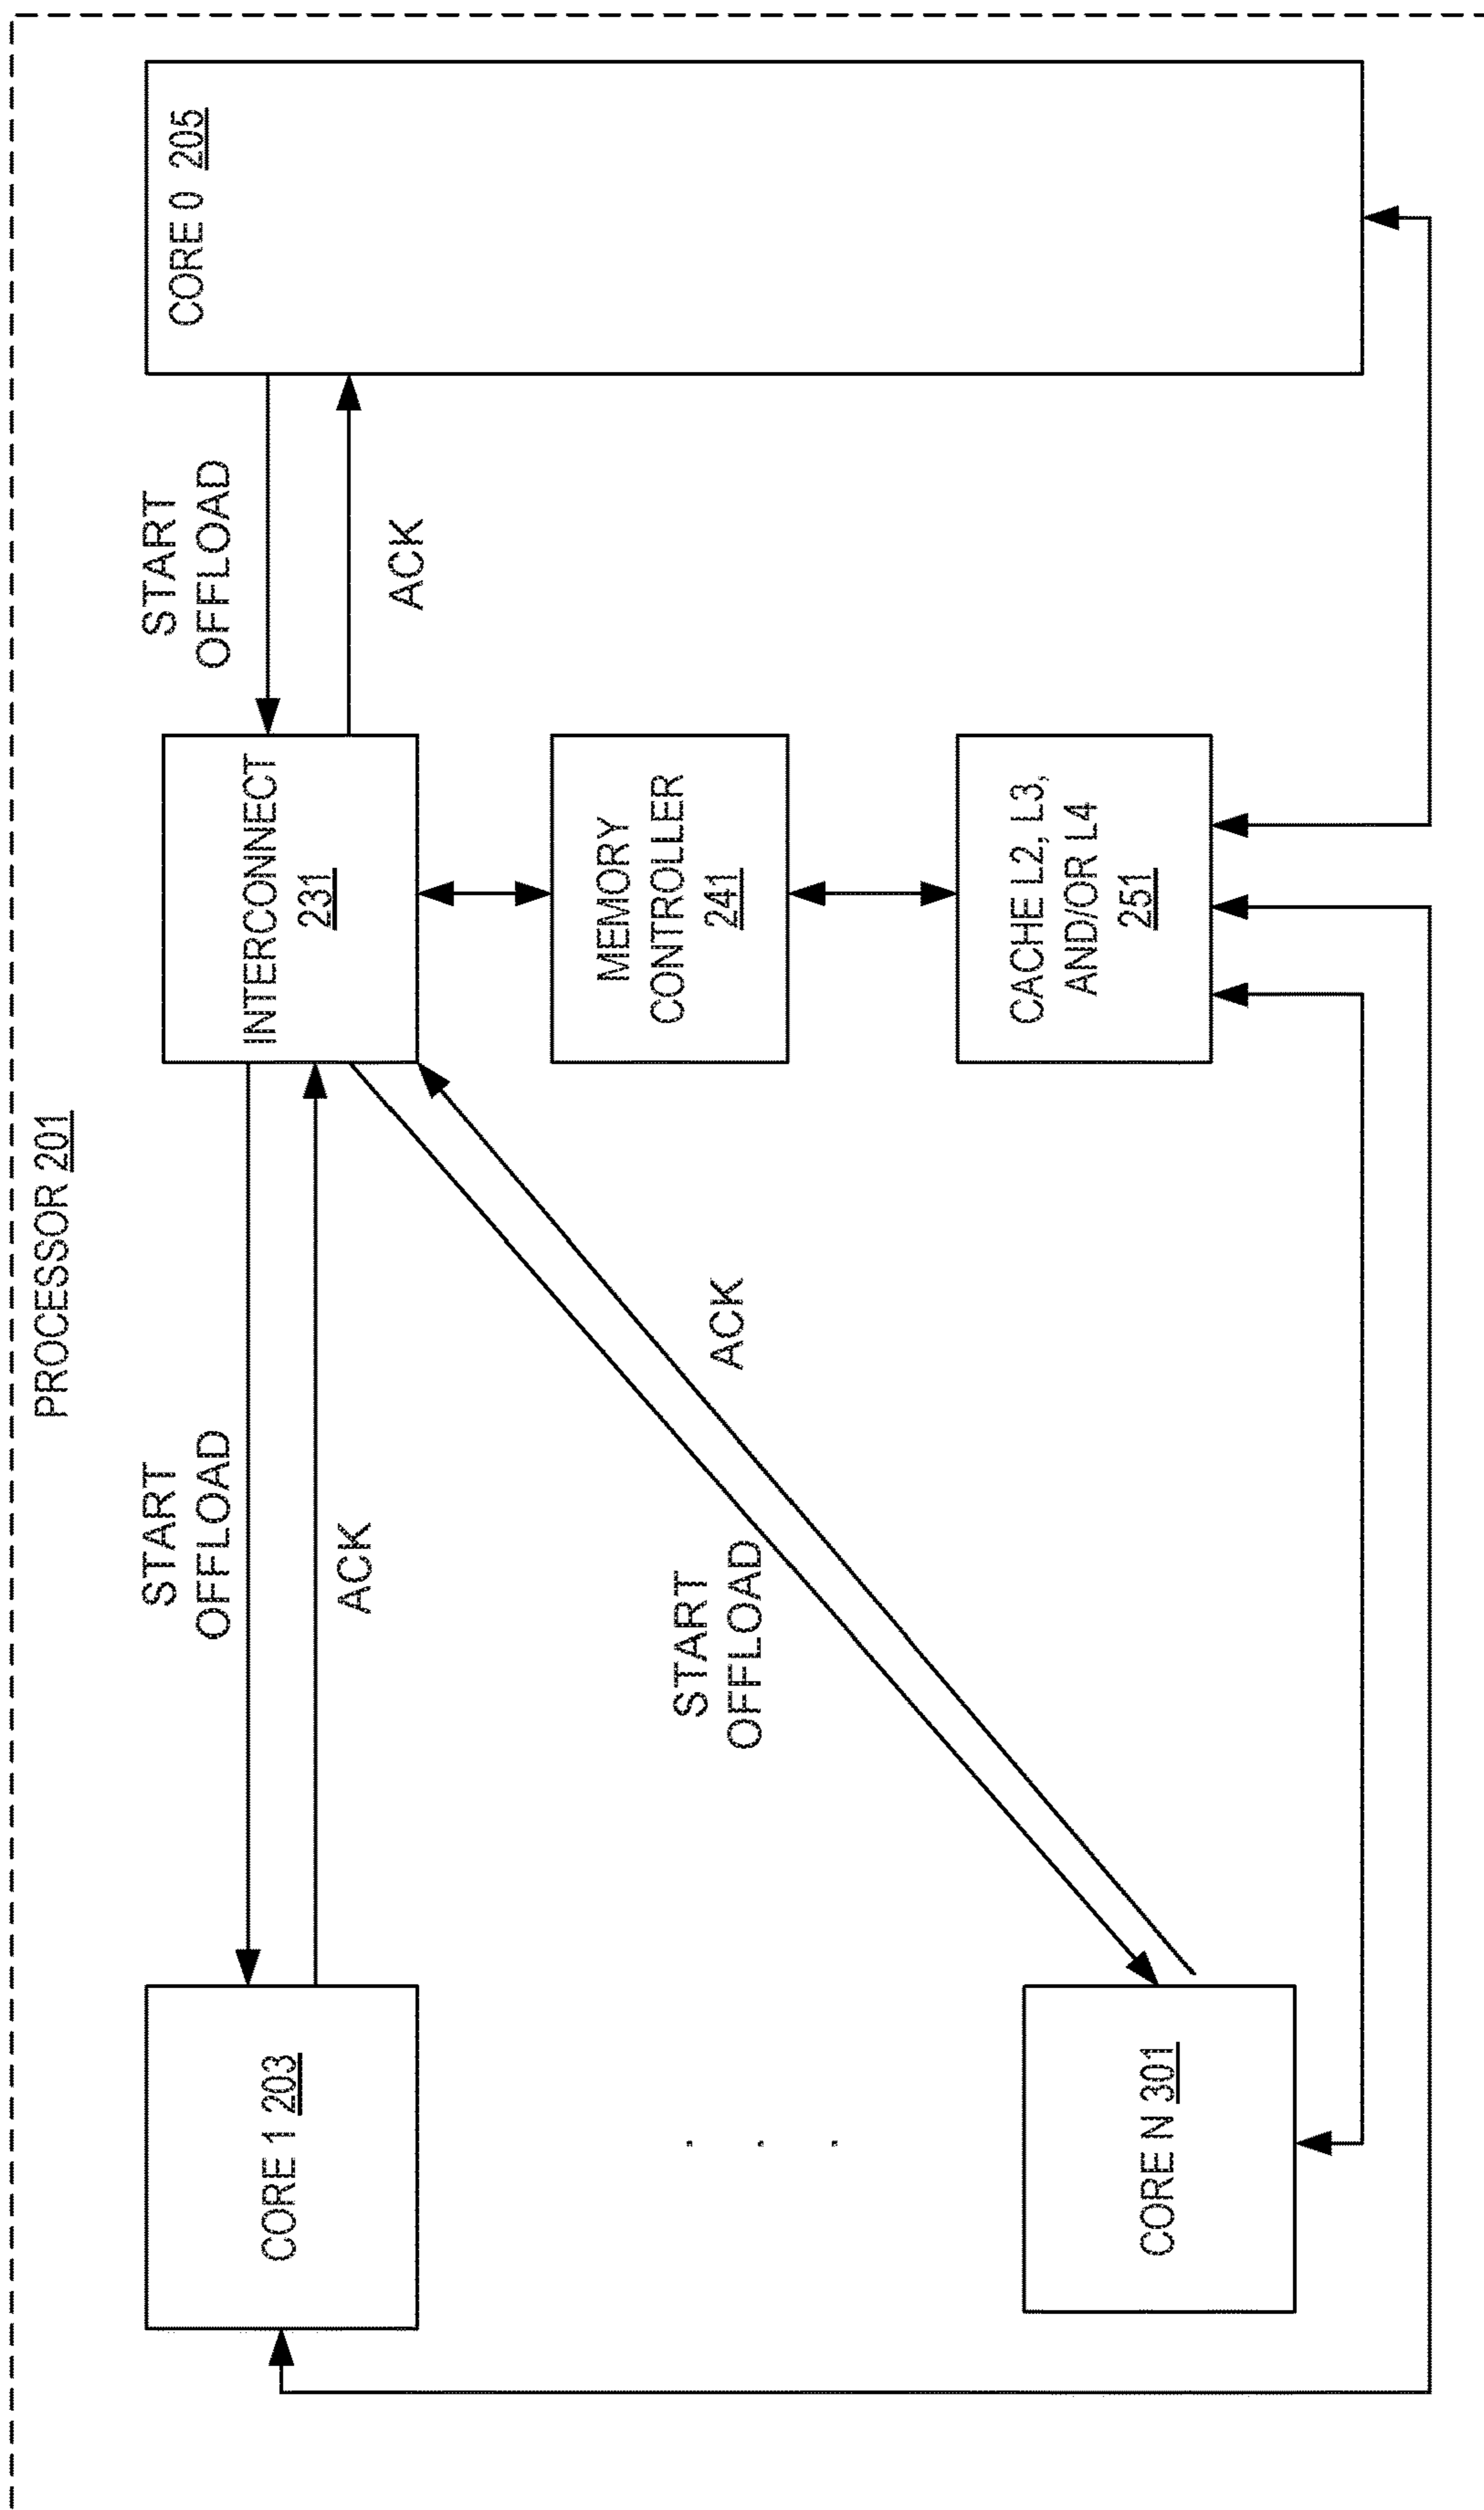 PROCESSOR 201
CORE 1 203
START
OFFLOAD
ACK
INTERCONNECT
231
START
OFFLOAD
ACK
CORE 0 205
START
OFFLOAD
ACK
MEMORY
CONTROLLER
241
CORE N 301
CACHE L2, L3,
AND/OR L4
251